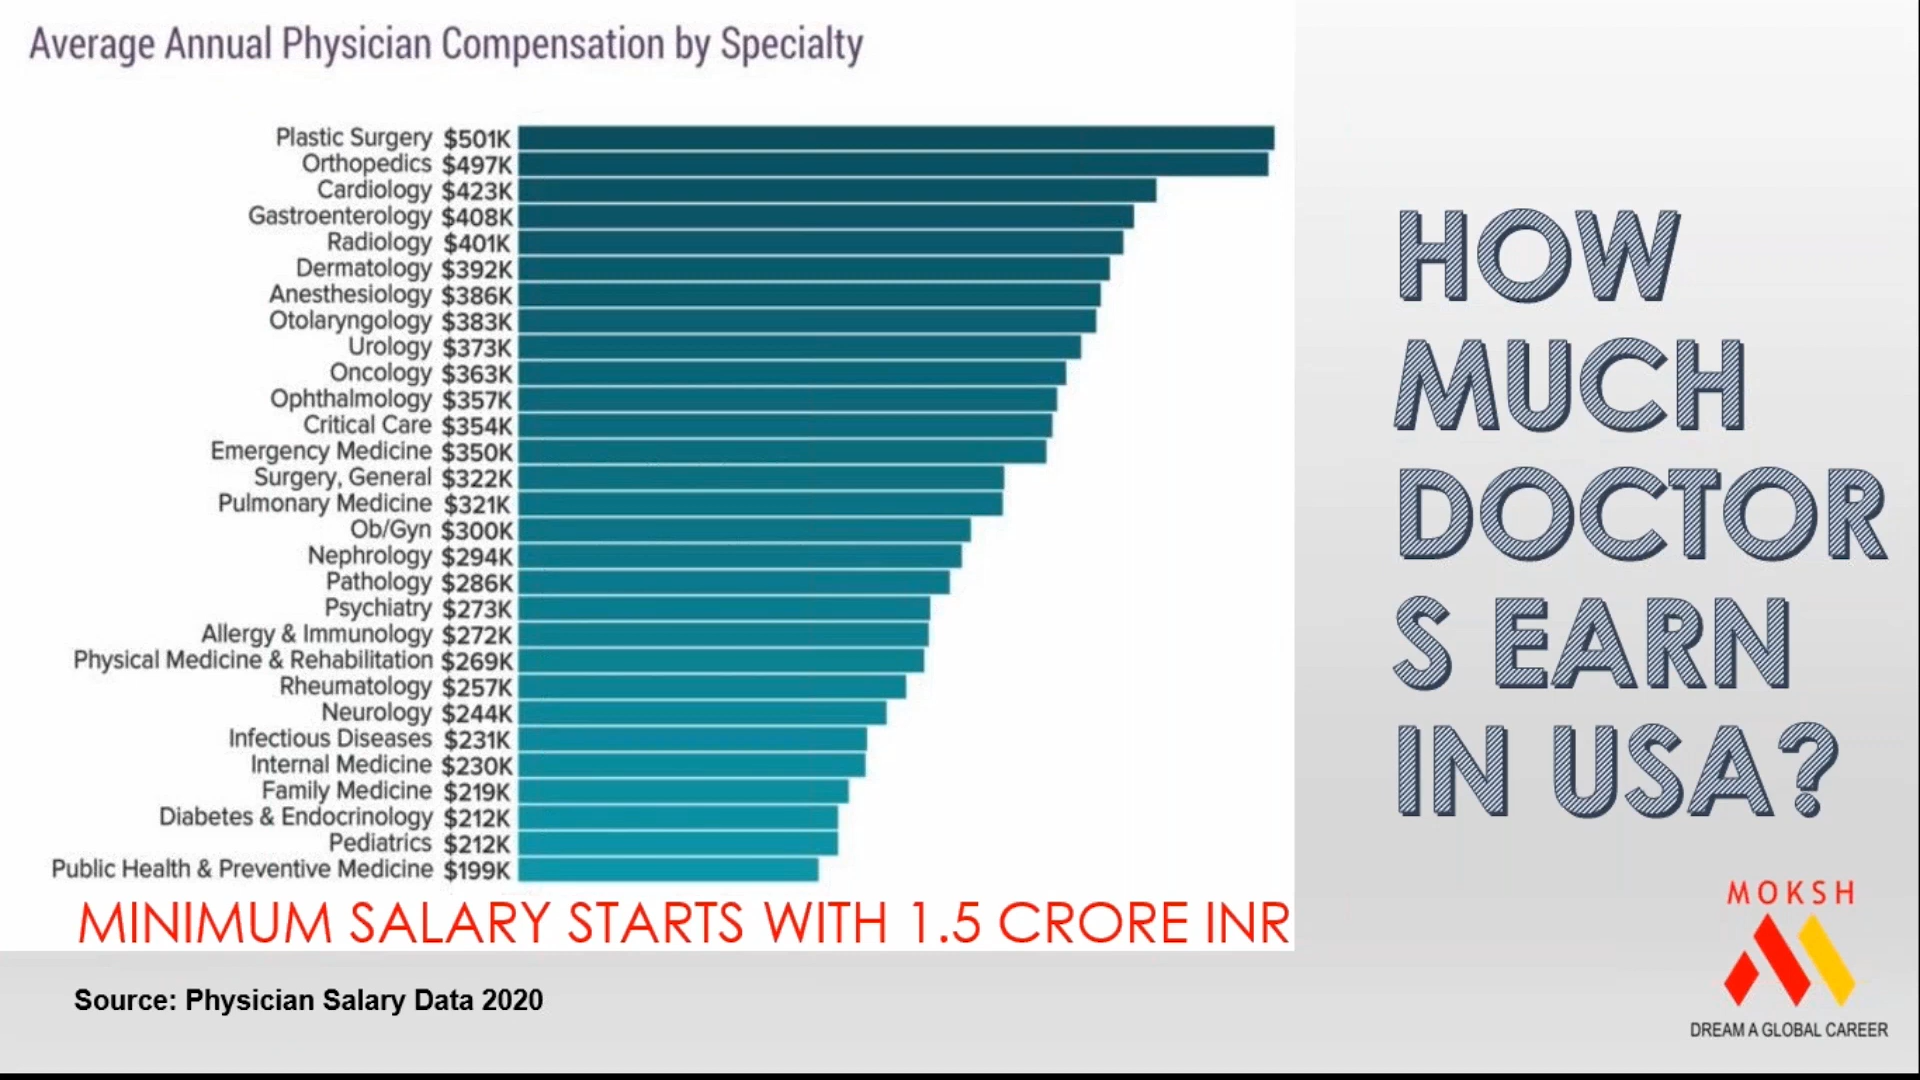 Average Annual Physician Compensation by Specialty
Plastic Surgery $501K
Orthopedics $497K
Cardiology $423K
Gastroenterology $408K
Radiology $401K
Dermatology $392K
Anesthesiology $386K
Otolaryngology $383K
Urology $373K
Oncology $363K
Ophthalmology $357K
Critical Care $354K
Emergency Medicine $350K
Surgery, General $322K
Pulmonary Medicine $321K
Ob/Gyn $300K
Nephrology $294K
Pathology $286K
Psychiatry $273K
Allergy & Immunology $272K
Physical Medicine & Rehabilitation $269K
Rheumatology $257K
Neurology $244K
Infectious Diseases $231K
Internal Medicine $230K
Family Medicine $219K
Diabetes & Endocrinology $212K
Pediatrics $212K
Public Health & Preventive Medicine $199K
MINIMUM SALARY STARTS WITH 1.5 CRORE INR
Source: Physician Salary Data 2020
HOW
MUCH
DOCTOR
S EARN
IN USA?
MOKSH
DREAM A GLOBAL CAREER